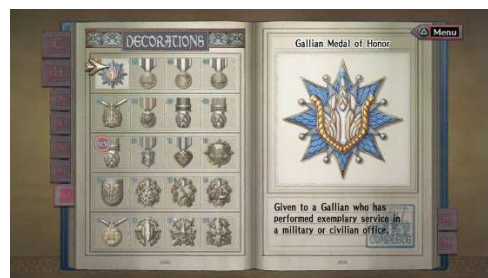 DECORATIONS
Gallian Medal of Honor
Menu
Given to a Gallian who has
performed exemplary service in
a military or civilian office.
COMPLETE